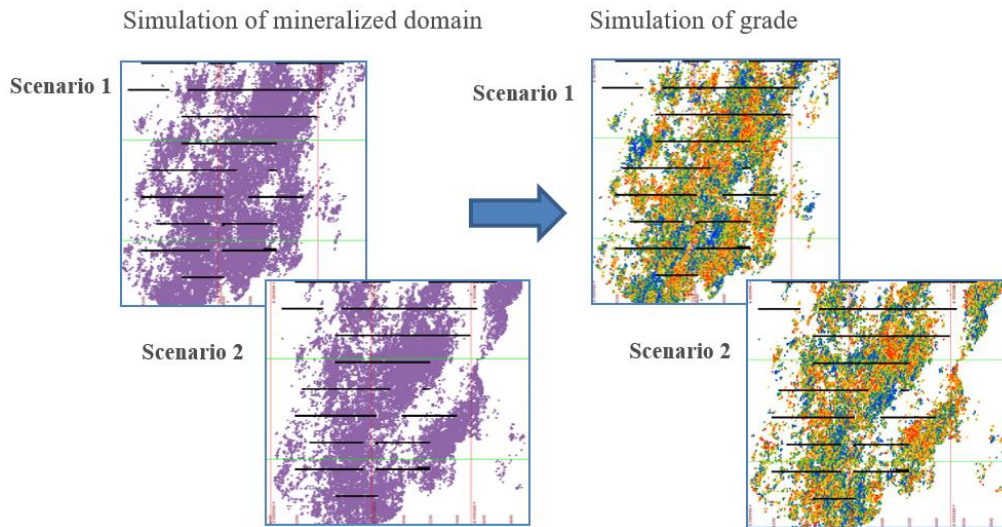 Simulation of mineralized domain
Simulation of grade
Scenario 1
Scenario 1
Scenario 2
Scenario 2